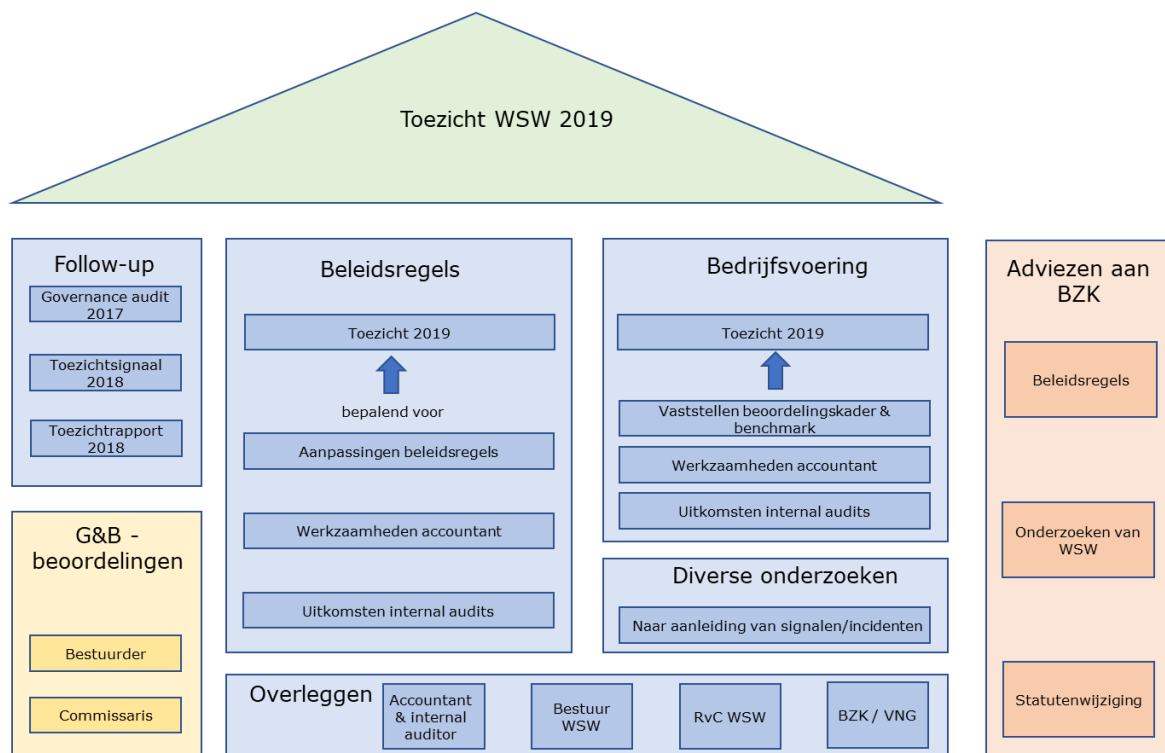 Toezicht WSW 2019
Follow-up
Governance audit
2017
Toezichtsignaal
2018
Toezichtrapport
2018
G&B -
beoordelingen
Bestuurder
Commissaris
Beleidsregels
Toezicht 2019
bepalend voor
Aanpassingen beleidsregels
Werkzaamheden accountant
Uitkomsten internal audits
Bedrijfsvoering
Toezicht 2019
Vaststellen beoordelingskader &
benchmark
Werkzaamheden accountant
Uitkomsten internal audits
Diverse onderzoeken
Naar aanleiding van signalen/incidenten
Overleggen
Accountant
& internal
auditor
Bestuur
WSW
RvC WSW
BZK / VNG
Adviezen aan
BZK
Beleidsregels
Onderzoeken van
WSW
Statutenwijziging